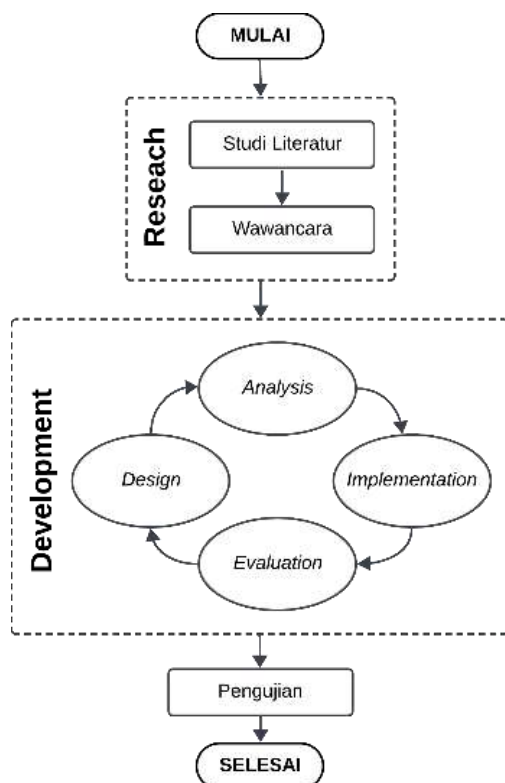 MULAI
Reseach
Studi Literatur
Wawancara
Development
Analysis
Design
Implementation
Evaluation
Pengujian
SELESAI